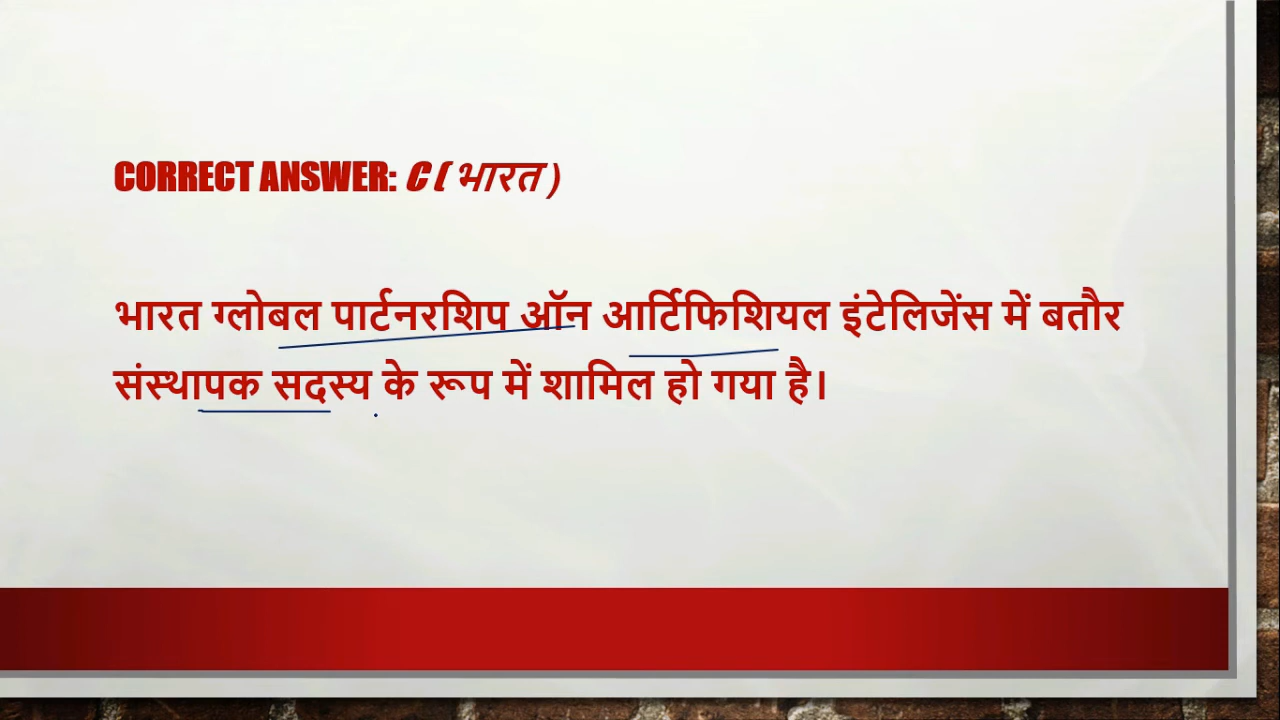 CORRECT ANSWER: C ( भारत )
भारत ग्लोबल पार्टनरशिप ऑन आर्टिफिशियल इंटेलिजेंस में बतौर
संस्थापक सदस्य के रूप में शामिल हो गया है।